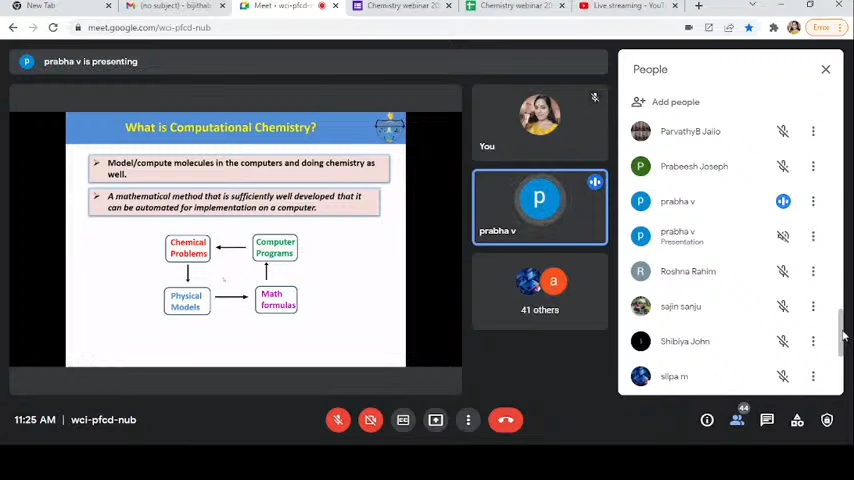 New Tab
(no subject) - bijithab
Meet - wci-pfcd-
Chemistry webinar 20
Chemistry webinar 20
Live streaming - YouT
meet.google.com/wci-pfcd-nub
Error
p prabha v is presenting
What is Computational Chemistry?
Model/compute molecules in the computers and doing chemistry as
well.
A mathematical method that is sufficiently well developed that it
can be automated for implementation on a computer.
Chemical
Problems
Computer
Programs
Physical
Models
Math
formulas
You
p
prabha v
a
41 others
People
Add people
ParvathyB Jaiio
P Prabeesh Joseph
p prabha v
p prabha v
Presentation
R Roshna Rahim
sajin sanju
Shibiya John
silpa m
11:25 AM | wci-pfcd-nub
44